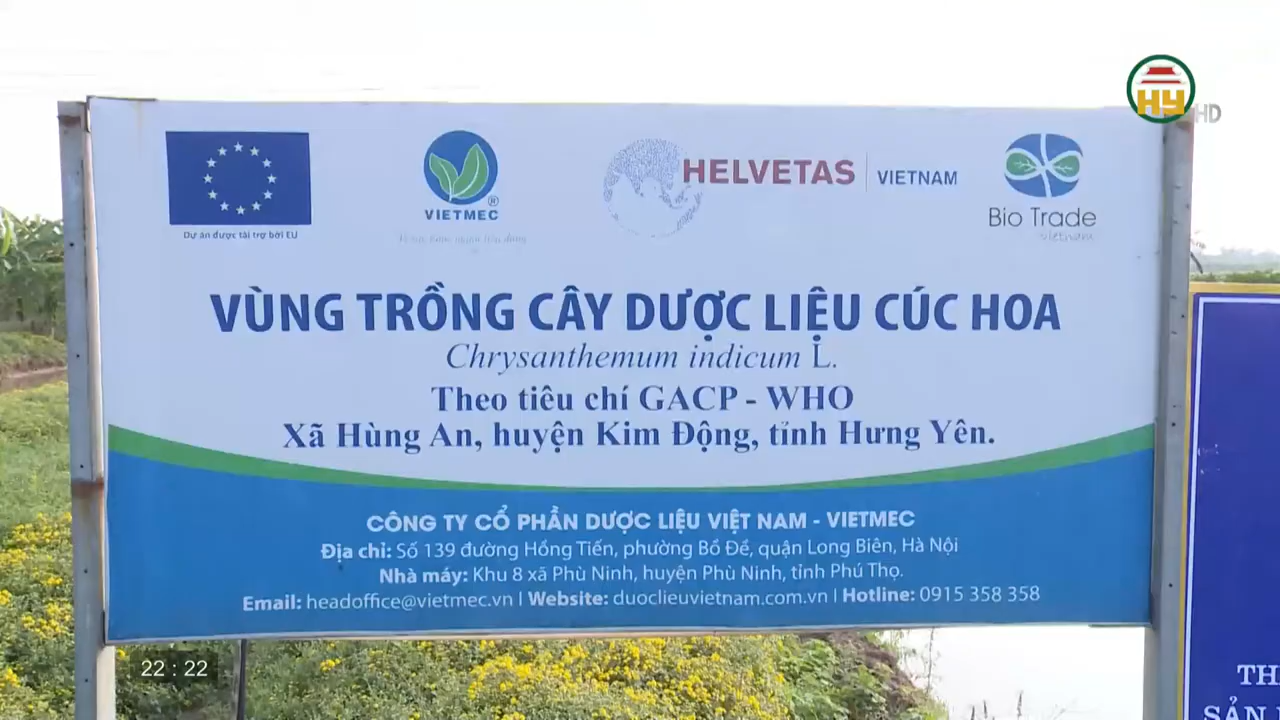 HY HD
Dự án được tài trợ bởi EU
VIETMEC
®
HELVETAS VIETNAM
Bio Trade
Vietnam
VÙNG TRỒNG CÂY DƯỢC LIỆU CÚC HOA
Chrysanthemum indicum L.
Theo tiêu chí GACP - WHO
Xã Hùng An, huyện Kim Động, tỉnh Hưng Yên.
CÔNG TY CỔ PHẦN DƯỢC LIỆU VIỆT NAM - VIETMEC
Địa chỉ: Số 139 đường Hồng Tiến, phường Bồ Đề, quận Long Biên, Hà Nội
Nhà máy: Khu 8 xã Phù Ninh, huyện Phù Ninh, tỉnh Phú Thọ.
Email: headoffice@vietmec.vn | Website: duoclieuvietnam.com.vn | Hotline: 0915 358 358
22 : 22
TH
SẢN